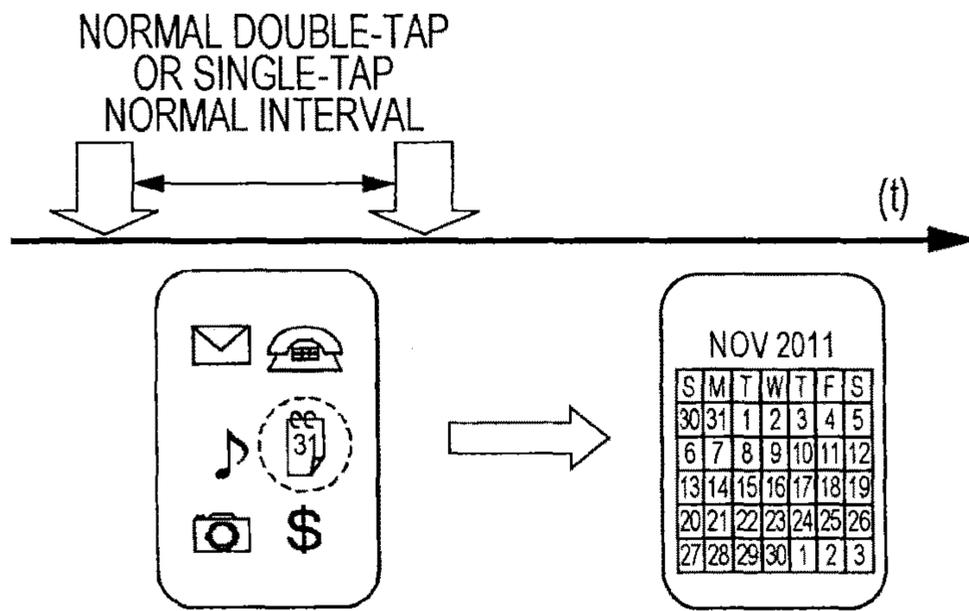 NORMAL DOUBLE-TAP
OR SINGLE-TAP
NORMAL INTERVAL
(t)
31
$
NOV 2011
S M T W T F S
30 31 1 2 3 4 5
6 7 8 9 10 11 12
13 14 15 16 17 18 19
20 21 22 23 24 25 26
27 28 29 30 1 2 3